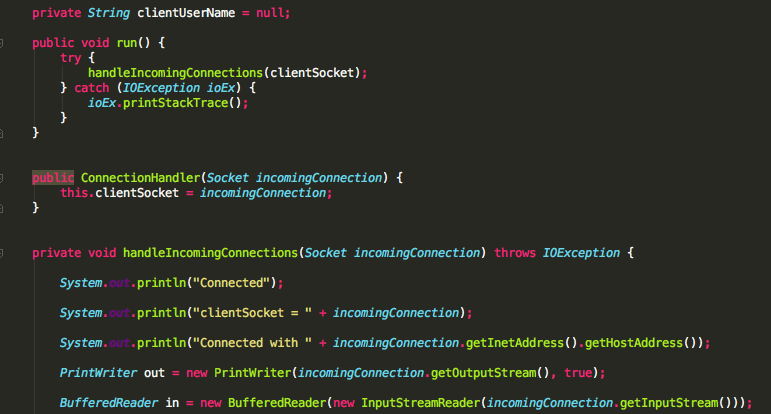 private String clientUserName = null;
public void run() {
try {
handleIncomingConnections(clientSocket);
} catch (IOException ioEx) {
ioEx.printStackTrace();
}
}
public ConnectionHandler(Socket incomingConnection) {
this.clientSocket = incomingConnection;
}
private void handleIncomingConnections(Socket incomingConnection) throws IOException {
System.out.println("Connected");
System.out.println("clientSocket = " + incomingConnection);
System.out.println("Connected with " + incomingConnection.getInetAddress().getHostAddress());
PrintWriter out = new PrintWriter(incomingConnection.getOutputStream(), true);
BufferedReader in = new BufferedReader(new InputStreamReader(incomingConnection.getInputStream()));